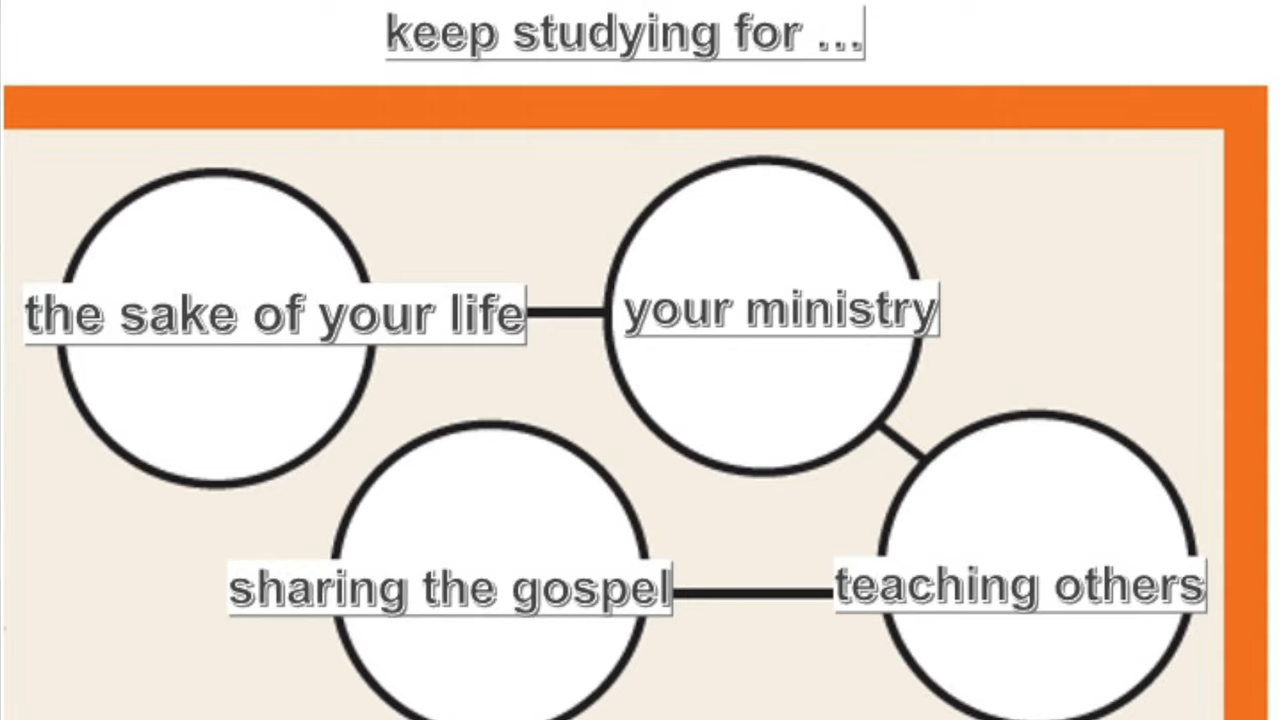 keep studying for ...
the sake of your life
your ministry
sharing the gospel
teaching others